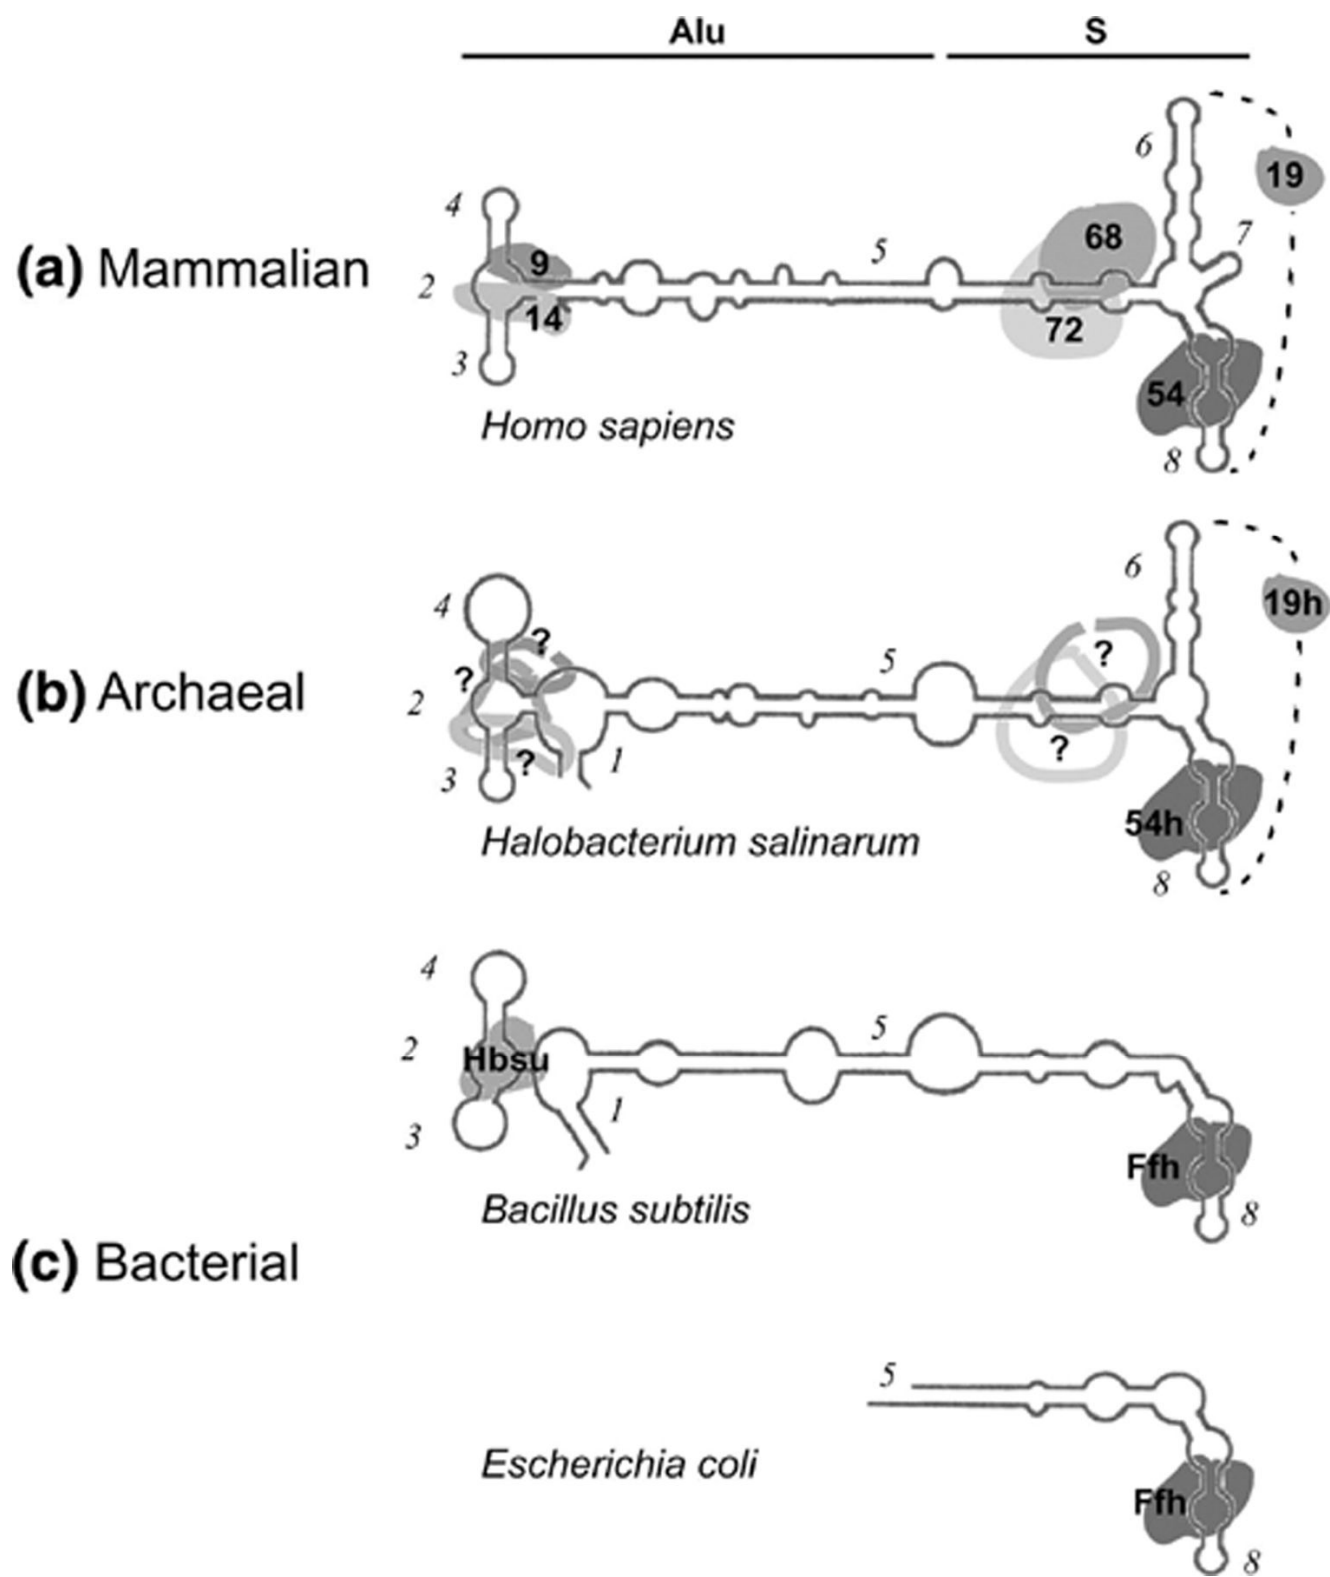 Alu S
6
19
4
68
7
5
(a) Mammalian
9
2
14
72
3
54
Homo sapiens
8
6
4
19h
?
?
5
?
(b) Archaeal
2
?
?
1
3
54h
Halobacterium salinarum
8
4
5
2
Hbsu
1
3
Ffh
Bacillus subtilis
8
(c) Bacterial
5
Escherichia coli
Ffh
8